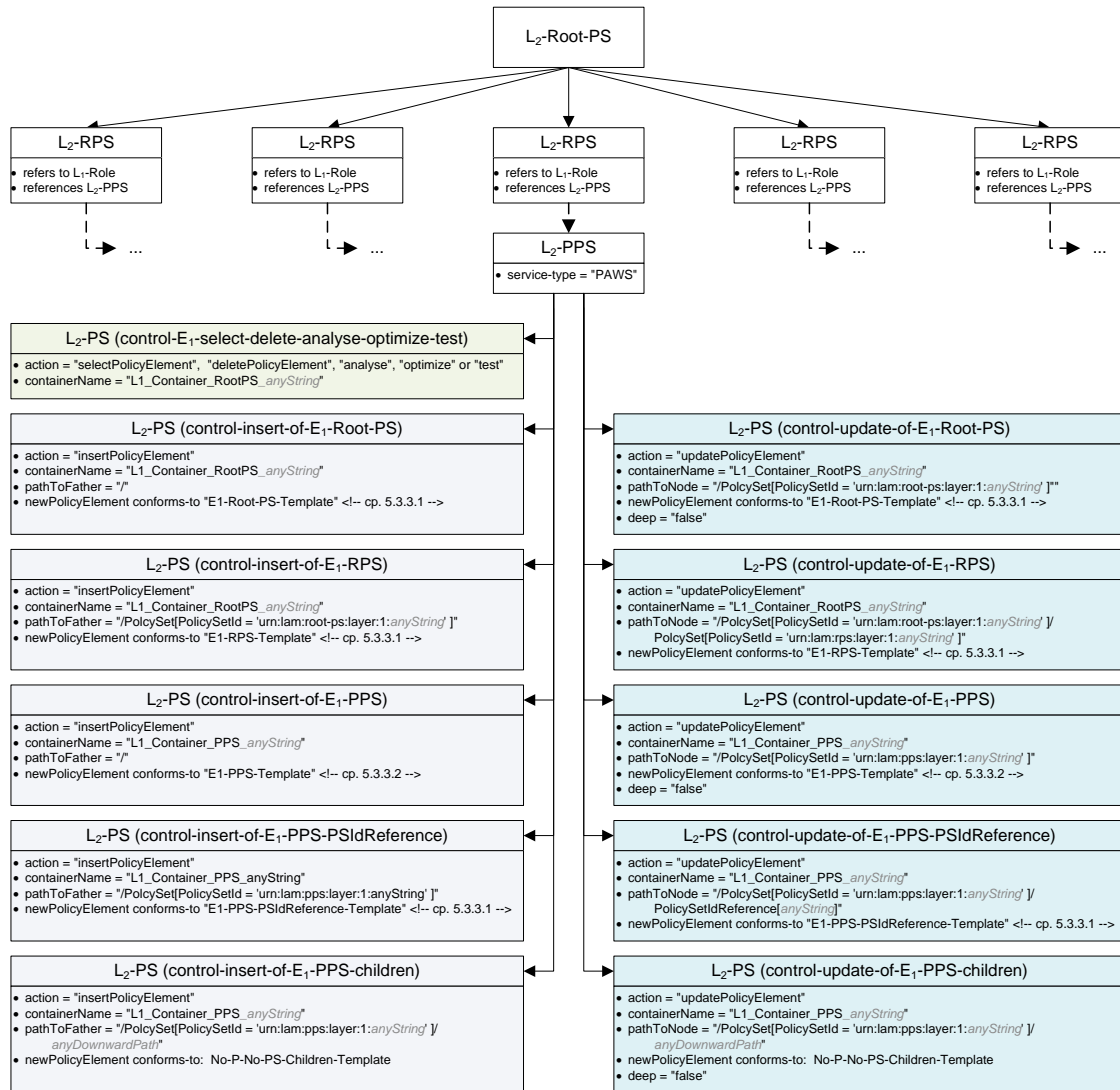 L₂-Root-PS
L₂-RPS
• refers to L₁-Role
• references L₂-PPS
...
L₂-RPS
• refers to L₁-Role
• references L₂-PPS
...
L₂-RPS
• refers to L₁-Role
• references L₂-PPS
L₂-RPS
• refers to L₁-Role
• references L₂-PPS
...
L₂-RPS
• refers to L₁-Role
• references L₂-PPS
...
L₂-PPS
• service-type = "PAWS"
L₂-PS (control-E₁-select-delete-analyse-optimize-test)
• action = "selectPolicyElement", "deletePolicyElement", "analyse", "optimize" or "test"
• containerName = "L1_Container_RootPS_anyString"
L₂-PS (control-insert-of-E₁-Root-PS)
• action = "insertPolicyElement"
• containerName = "L1_Container_RootPS_anyString"
• pathToFather = "/"
• newPolicyElement conforms-to "E1-Root-PS-Template" <!-- cp. 5.3.3.1 -->
L₂-PS (control-update-of-E₁-Root-PS)
• action = "updatePolicyElement"
• containerName = "L1_Container_RootPS_anyString"
• pathToNode = "/PolcySet[PolicySetId = 'urn:lam:root-ps:layer:1:anyString' ]""
• newPolicyElement conforms-to "E1-Root-PS-Template" <!-- cp. 5.3.3.1 -->
• deep = "false"
L₂-PS (control-insert-of-E₁-RPS)
• action = "insertPolicyElement"
• containerName = "L1_Container_RootPS_anyString"
• pathToFather = "/PolcySet[PolicySetId = 'urn:lam:root-ps:layer:1:anyString' ]"
• newPolicyElement conforms-to "E1-RPS-Template" <!-- cp. 5.3.3.1 -->
L₂-PS (control-update-of-E₁-RPS)
• action = "updatePolicyElement"
• containerName = "L1_Container_RootPS_anyString"
• pathToNode = "/PolcySet[PolicySetId = 'urn:lam:root-ps:layer:1:anyString' ]/
PolcySet[PolicySetId = 'urn:lam:rps:layer:1:anyString' ]"
• newPolicyElement conforms-to "E1-RPS-Template" <!-- cp. 5.3.3.1 -->
L₂-PS (control-insert-of-E₁-PPS)
• action = "insertPolicyElement"
• containerName = "L1_Container_PPS_anyString"
• pathToFather = "/"
• newPolicyElement conforms-to "E1-PPS-Template" <!-- cp. 5.3.3.2 -->
L₂-PS (control-update-of-E₁-PPS)
• action = "updatePolicyElement"
• containerName = "L1_Container_PPS_anyString"
• pathToNode = "/PolcySet[PolicySetId = 'urn:lam:pps:layer:1:anyString' ]"
• newPolicyElement conforms-to "E1-PPS-Template" <!-- cp. 5.3.3.2 -->
• deep = "false"
L₂-PS (control-insert-of-E₁-PPS-PSIdReference)
• action = "insertPolicyElement"
• containerName = "L1_Container_PPS_anyString"
• pathToFather = "/PolcySet[PolicySetId = 'urn:lam:pps:layer:1:anyString' ]"
• newPolicyElement conforms-to "E1-PPS-PSIdReference-Template" <!-- cp. 5.3.3.1 -->
L₂-PS (control-update-of-E₁-PPS-PSIdReference)
• action = "updatePolicyElement"
• containerName = "L1_Container_PPS_anyString"
• pathToNode = "/PolcySet[PolicySetId = 'urn:lam:pps:layer:1:anyString' ]/
PolicySetIdReference[anyString]"
• newPolicyElement conforms-to "E1-PPS-PSIdReference-Template" <!-- cp. 5.3.3.1 -->
L₂-PS (control-insert-of-E₁-PPS-children)
• action = "insertPolicyElement"
• containerName = "L1_Container_PPS_anyString"
• pathToFather = "/PolcySet[PolicySetId = 'urn:lam:pps:layer:1:anyString' ]/
anyDownwardPath"
• newPolicyElement conforms-to: No-P-No-PS-Children-Template
L₂-PS (control-update-of-E₁-PPS-children)
• action = "updatePolicyElement"
• containerName = "L1_Container_PPS_anyString"
• pathToNode = "/PolcySet[PolicySetId = 'urn:lam:pps:layer:1:anyString' ]/
anyDownwardPath"
• newPolicyElement conforms-to: No-P-No-PS-Children-Template
• deep = "false"